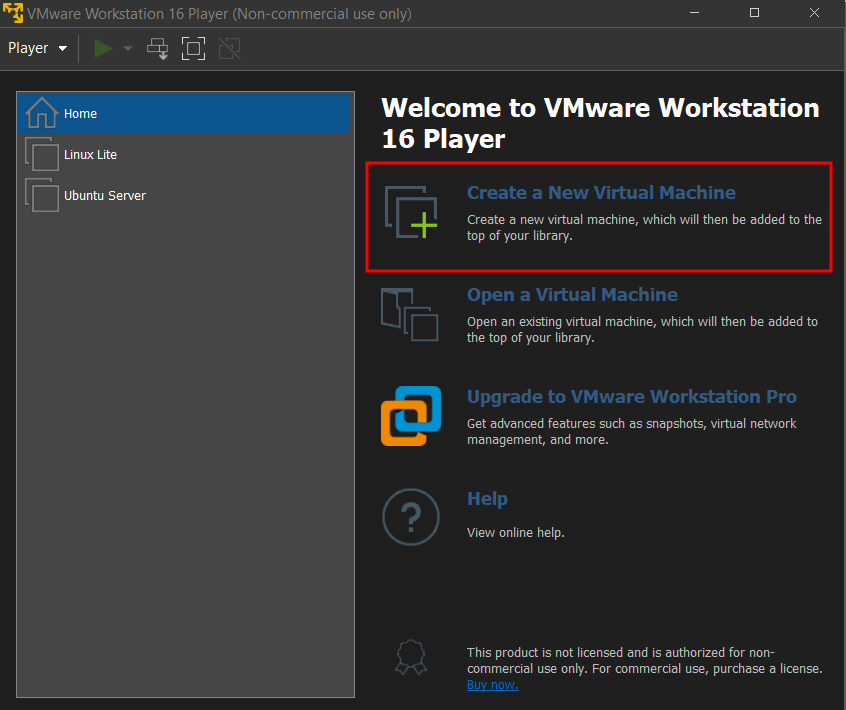 VMware Workstation 16 Player (Non-commercial use only)
Player
Home
Linux Lite
Ubuntu Server
Welcome to VMware Workstation
16 Player
Create a New Virtual Machine
Create a new virtual machine, which will then be added to the
top of your library.
Open a Virtual Machine
Open an existing virtual machine, which will then be added to
the top of your library.
Upgrade to VMware Workstation Pro
Get advanced features such as snapshots, virtual network
management, and more.
?
Help
View online help.
This product is not licensed and is authorized for non-
commercial use only. For commercial use, purchase a license.
Buy now.